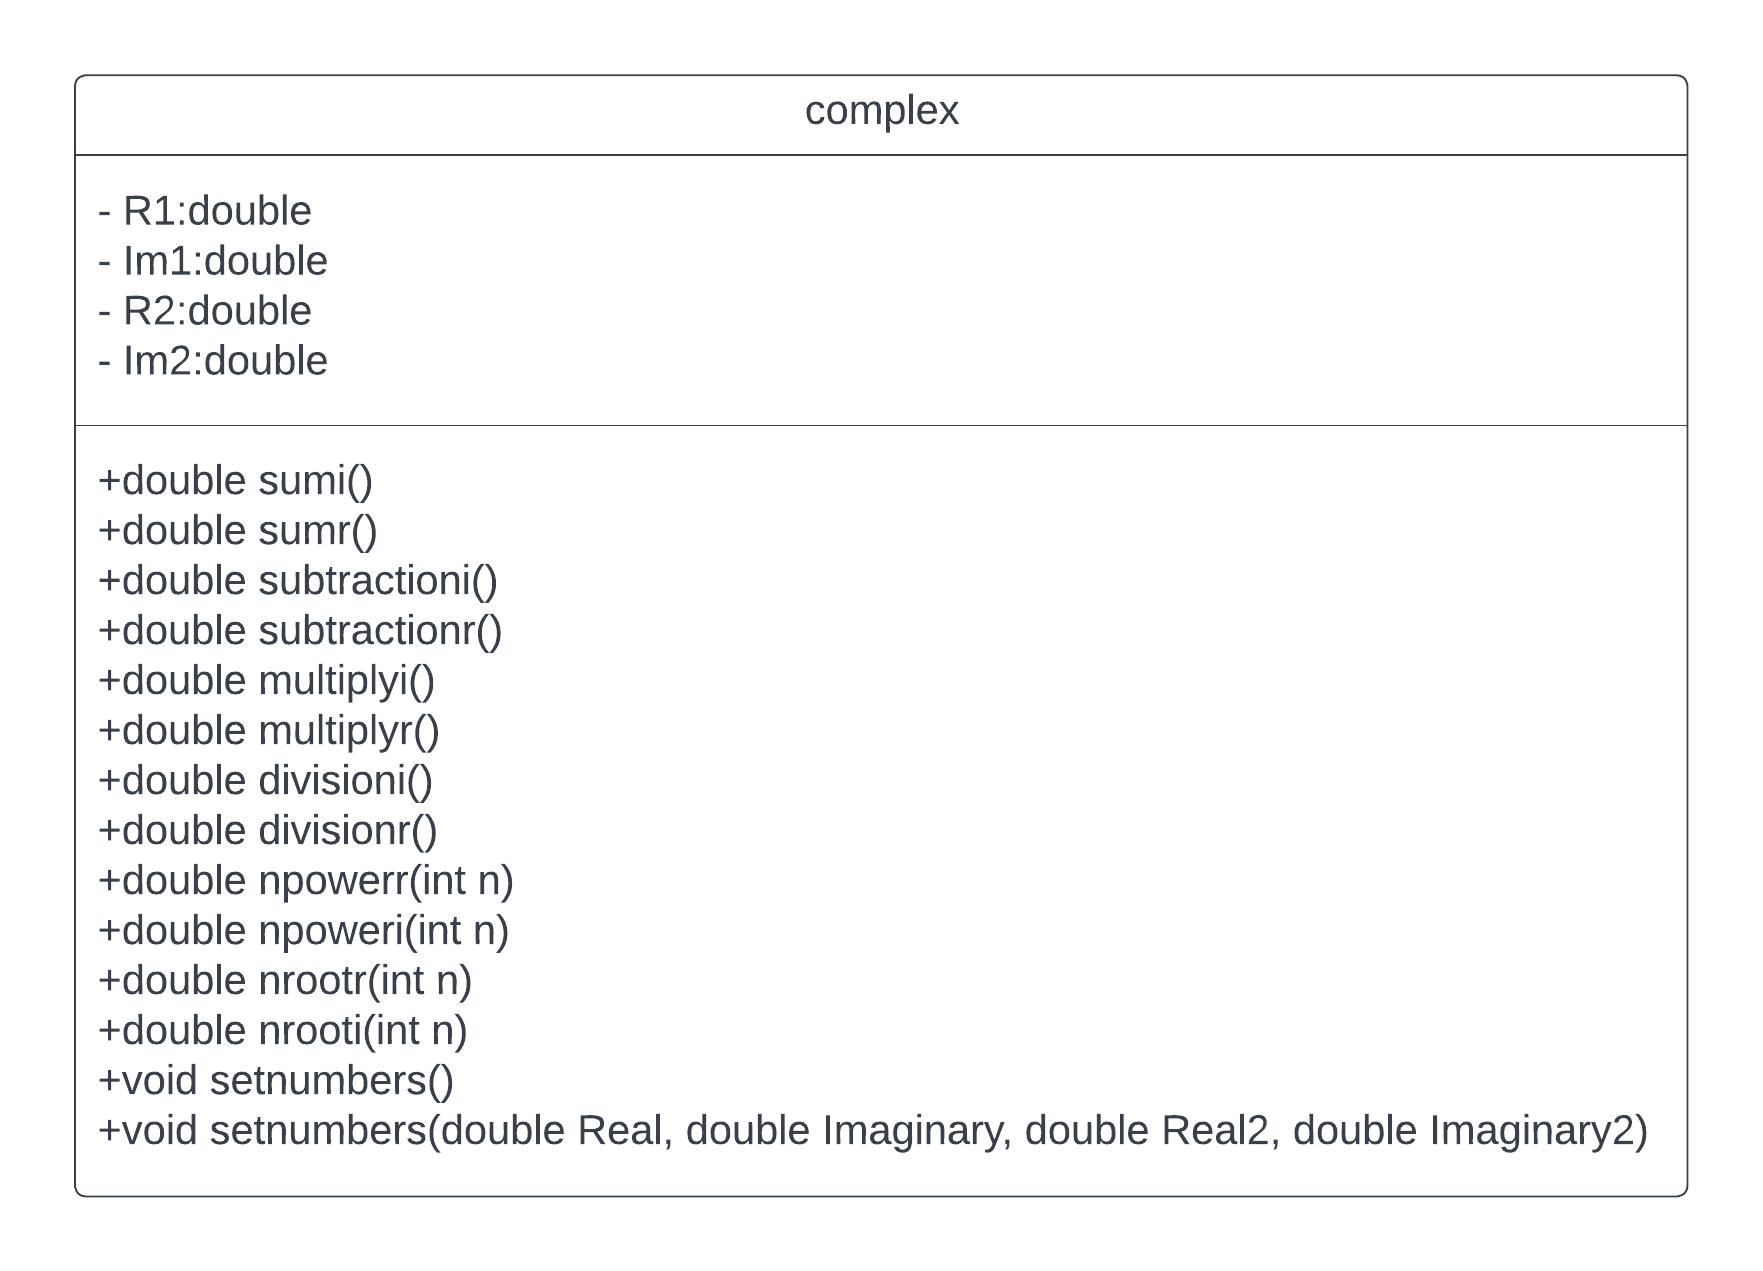 complex
- R1:double
- Im1:double
- R2:double
- Im2:double
+double sumi()
+double sumr()
+double subtractioni()
+double subtractionr()
+double multiplyi()
+double multiplyr()
+double divisioni()
+double divisionr()
+double npowerr(int n)
+double npoweri(int n)
+double nrootr(int n)
+double nrooti(int n)
+void setnumbers()
+void setnumbers(double Real, double Imaginary, double Real2, double Imaginary2)